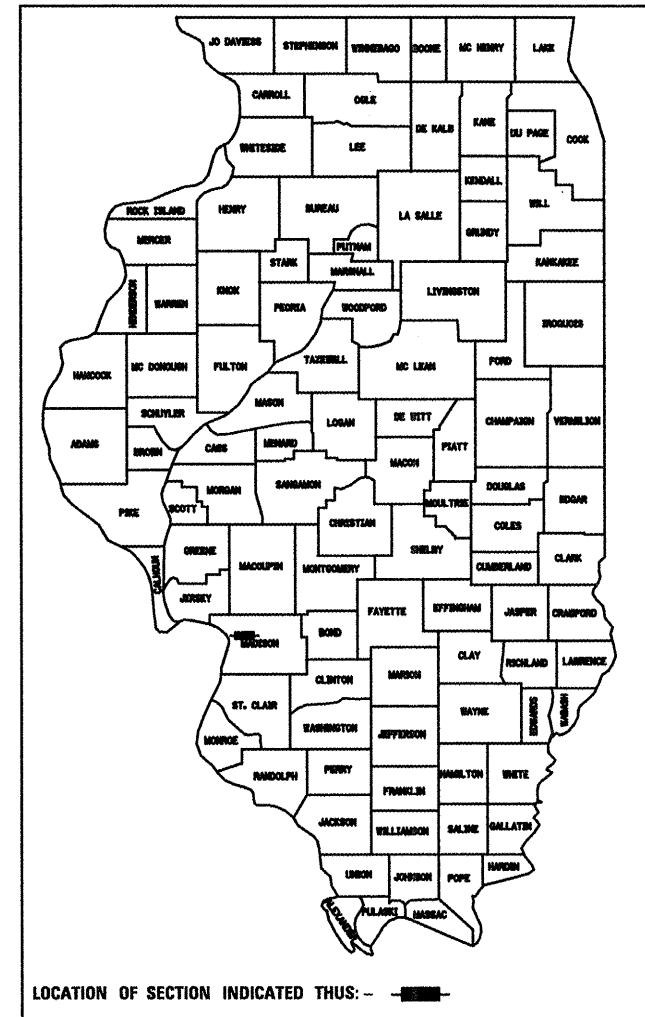 JO DAVIESS STEPHENSON WINNEBAGO BOONE MC HENRY LAKE
CARROLL OGLE DE KALB KANE DU PAGE COOK
WHITESIDE LEE
KENDALL WILL
ROCK ISLAND HENRY BUREAU LA SALLE GRUNDY
MERCER PUTNAM
STARK MARSHALL KANKAKEE
HENDERSON WARREN KNOX PEORIA WOODFORD LIVINGSTON IROQUOIS
HANCOCK MC DONOUGH FULTON TAZEWELL MC LEAN FORD
MASON
SCHUYLER LOGAN DE WITT CHAMPAIGN VERMILION
ADAMS BROWN CASS MENARD PIATT
MACON
PIKE SCOTT MORGAN SANGAMON MOULTRIE DOUGLAS EDGAR
CHRISTIAN COLES
CALHOUN GREENE MACOUPIN MONTGOMERY SHELBY CUMBERLAND CLARK
JERSEY FAYETTE EFFINGHAM JASPER CRAWFORD
MADISON BOND
CLAY RICHLAND LAWRENCE
CLINTON MARION
ST. CLAIR WAYNE EDWARDS WABASH
MONROE WASHINGTON JEFFERSON
RANDOLPH PERRY HAMILTON WHITE
FRANKLIN
JACKSON WILLIAMSON SALINE GALLATIN
UNION JOHNSON POPE HARDIN
ALEXANDER PULASKI MASSAC
LOCATION OF SECTION INDICATED THUS: -